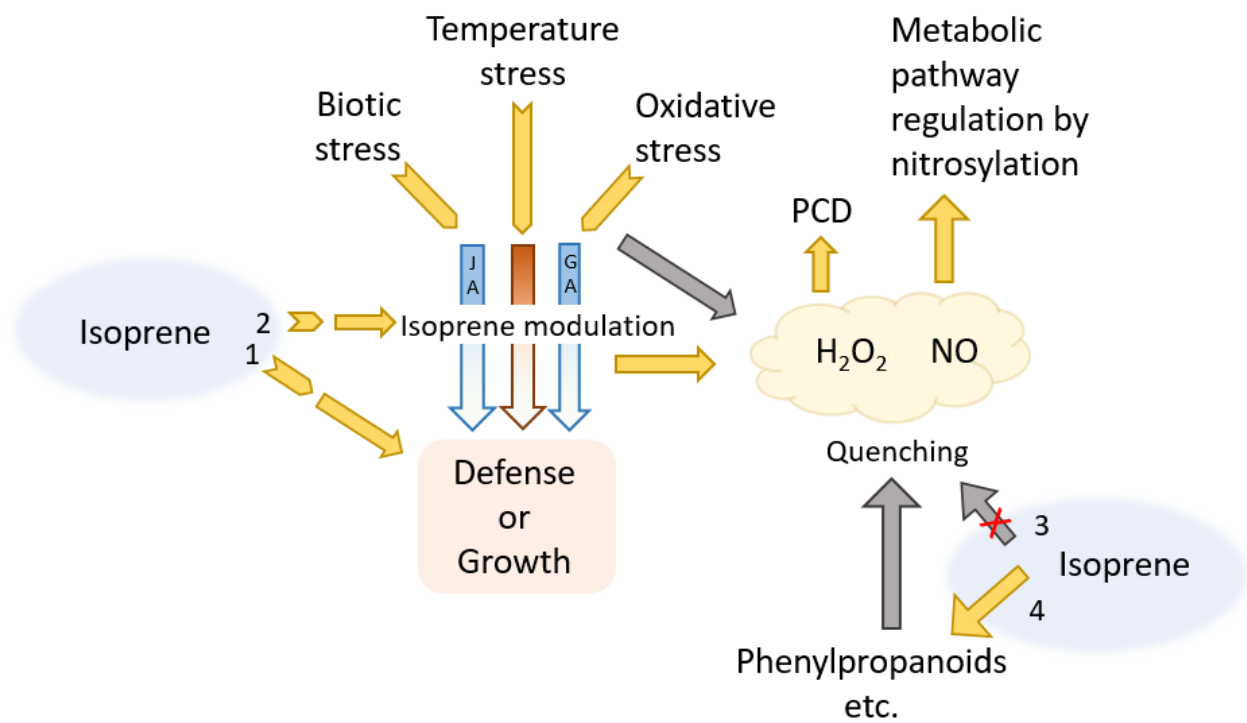 Temperature
stress
Biotic
stress
Oxidative
stress
Metabolic
pathway
regulation by
nitrosylation
PCD
J
A
G
A
Isoprene
2
1
Isoprene modulation
H₂O₂ NO
Defense
or
Growth
Quenching
3
Isoprene
4
Phenylpropanoids
etc.